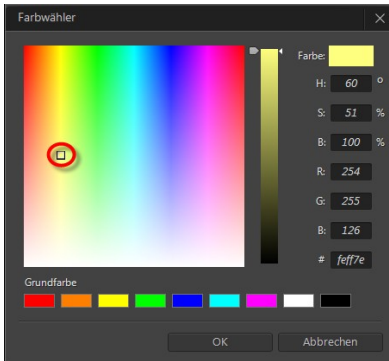 Farbwähler
Farbe:
H: 60 °
S: 51 %
B: 100 %
R: 254
G: 255
B: 126
# feff7e
Grundfarbe
OK Abbrechen